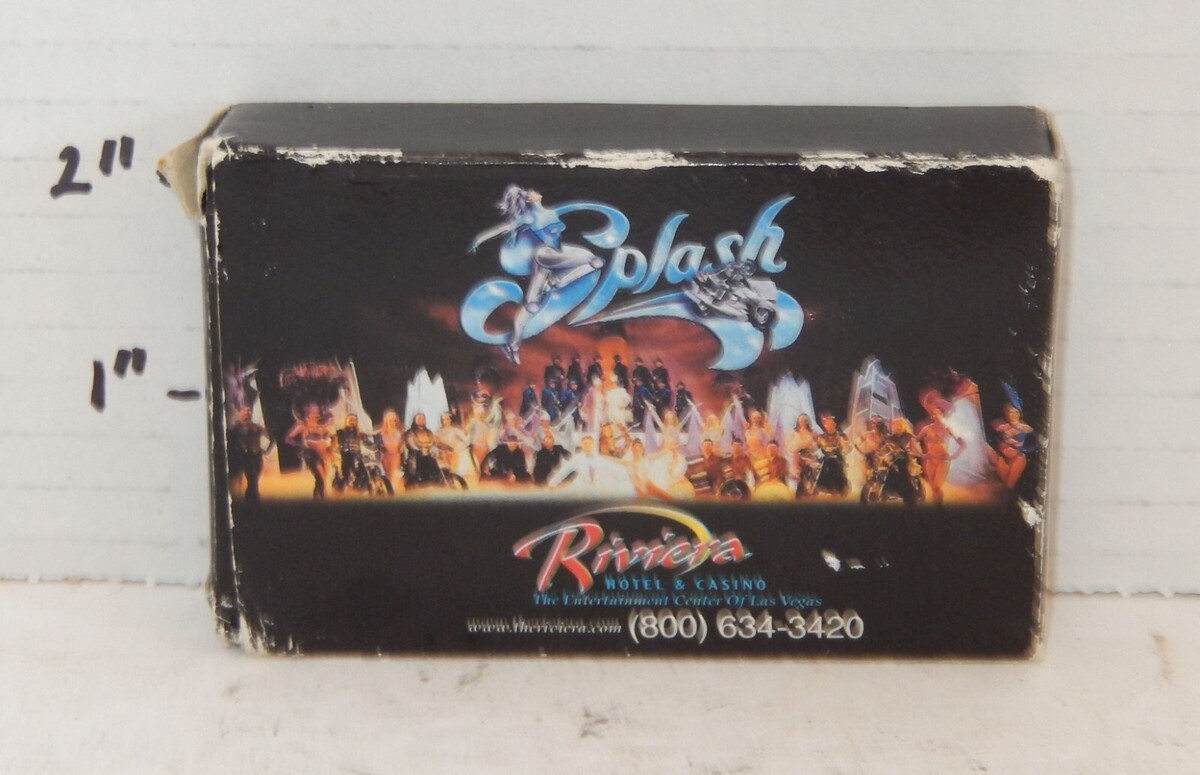 2"
1"
Splash
Riviera
HOTEL & CASINO
The Entertainment Center Of Las Vegas
www.theriviera.com (800) 634-3420